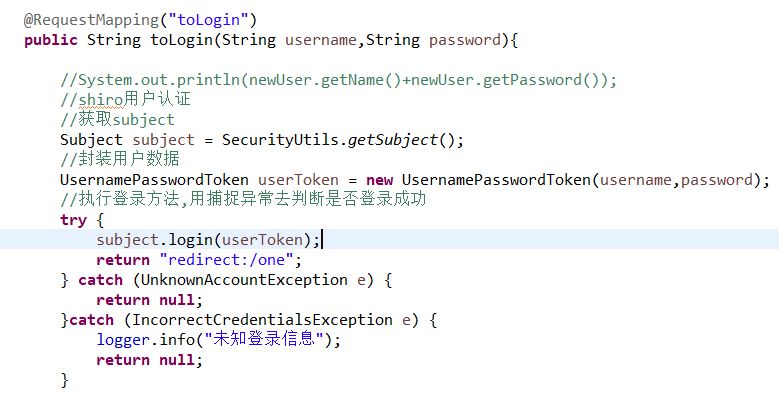 @RequestMapping("toLogin")
public String toLogin(String username,String password){
//System.out.println(newUser.getName()+newUser.getPassword());
//shiro用户认证
//获取subject
Subject subject = SecurityUtils.getSubject();
//封装用户数据
UsernamePasswordToken userToken = new UsernamePasswordToken(username,password);
//执行登录方法,用捕捉异常去判断是否登录成功
try {
subject.login(userToken);
return "redirect:/one";
} catch (UnknownAccountException e) {
return null;
}catch (IncorrectCredentialsException e) {
logger.info("未知登录信息");
return null;
}